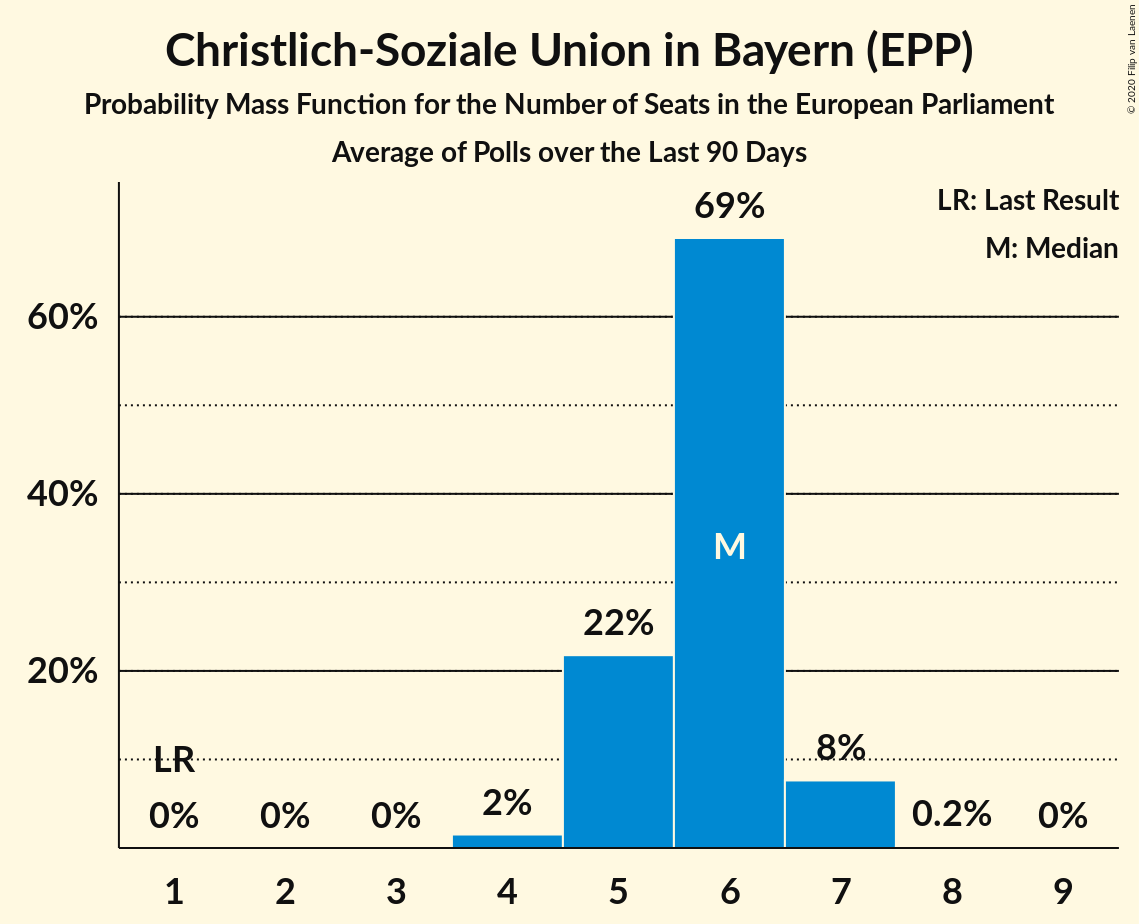 Christlich-Soziale Union in Bayern (EPP)
Probability Mass Function for the Number of Seats in the European Parliament
Average of Polls over the Last 90 Days
© 2020 Filip van Laenen
LR: Last Result
M: Median
69%
60%
40%
M
22%
20%
LR
8%
0% 0% 0% 2% 0.2% 0%
1 2 3 4 5 6 7 8 9